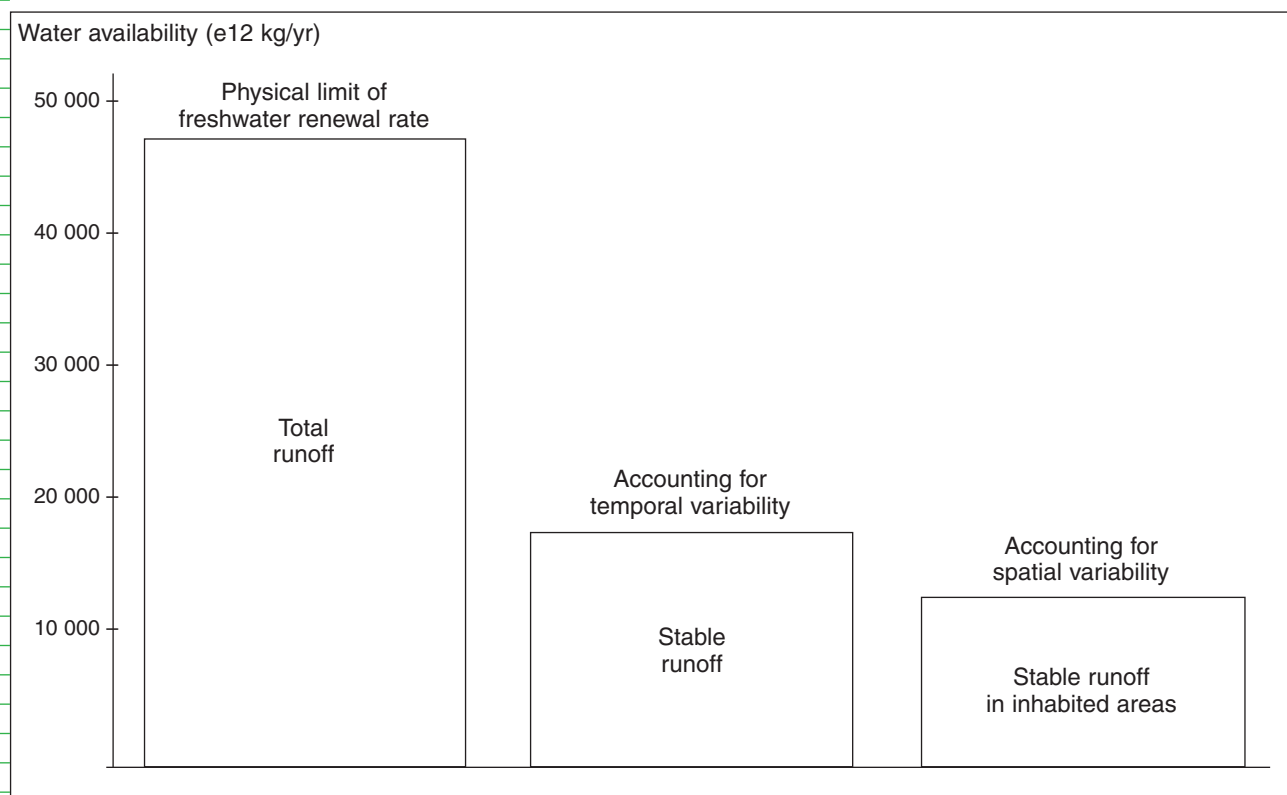 Water availability (e12 kg/yr)
50 000
40 000
30 000
20 000
10 000
Physical limit of
freshwater renewal rate
Total
runoff
Accounting for
temporal variability
Stable
runoff
Accounting for
spatial variability
Stable runoff
in inhabited areas